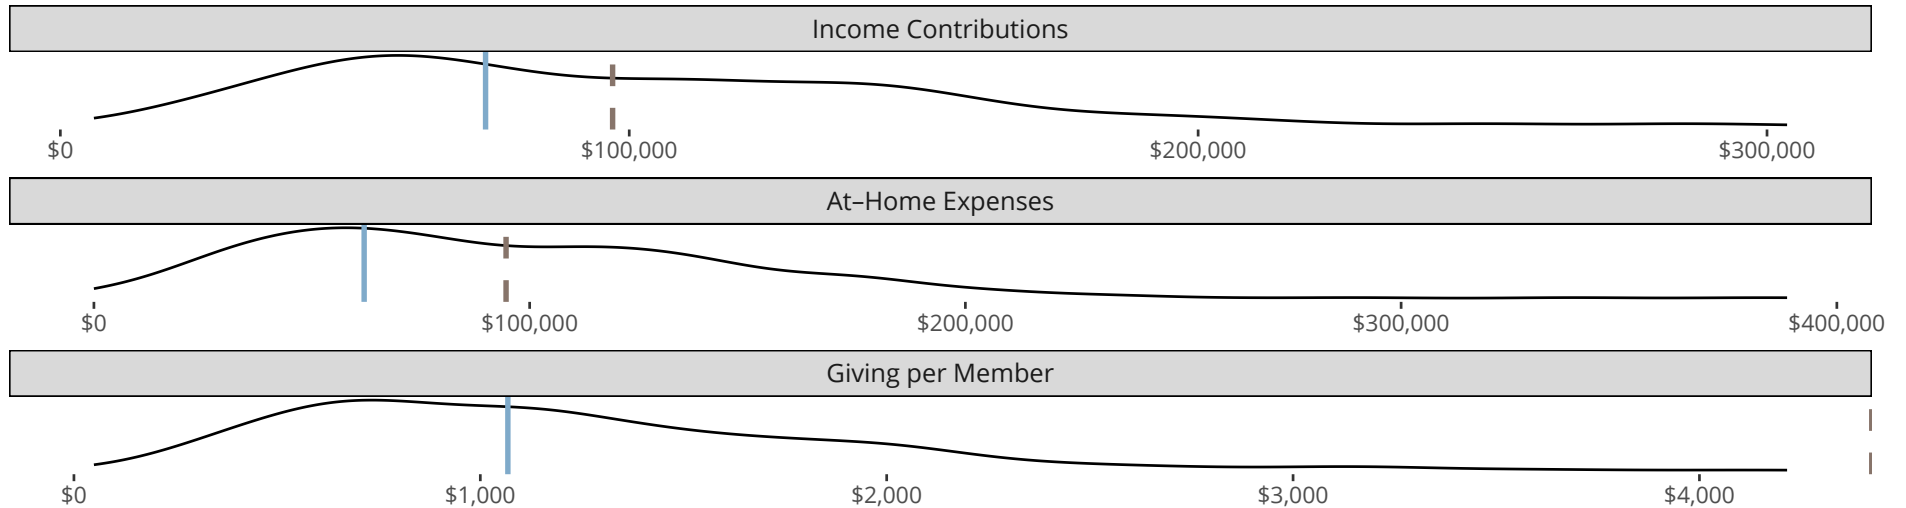 Income Contributions
$0 $100,000 $200,000 $300,000
At–Home Expenses
$0 $100,000 $200,000 $300,000 $400,000
Giving per Member
$0 $1,000 $2,000 $3,000 $4,000